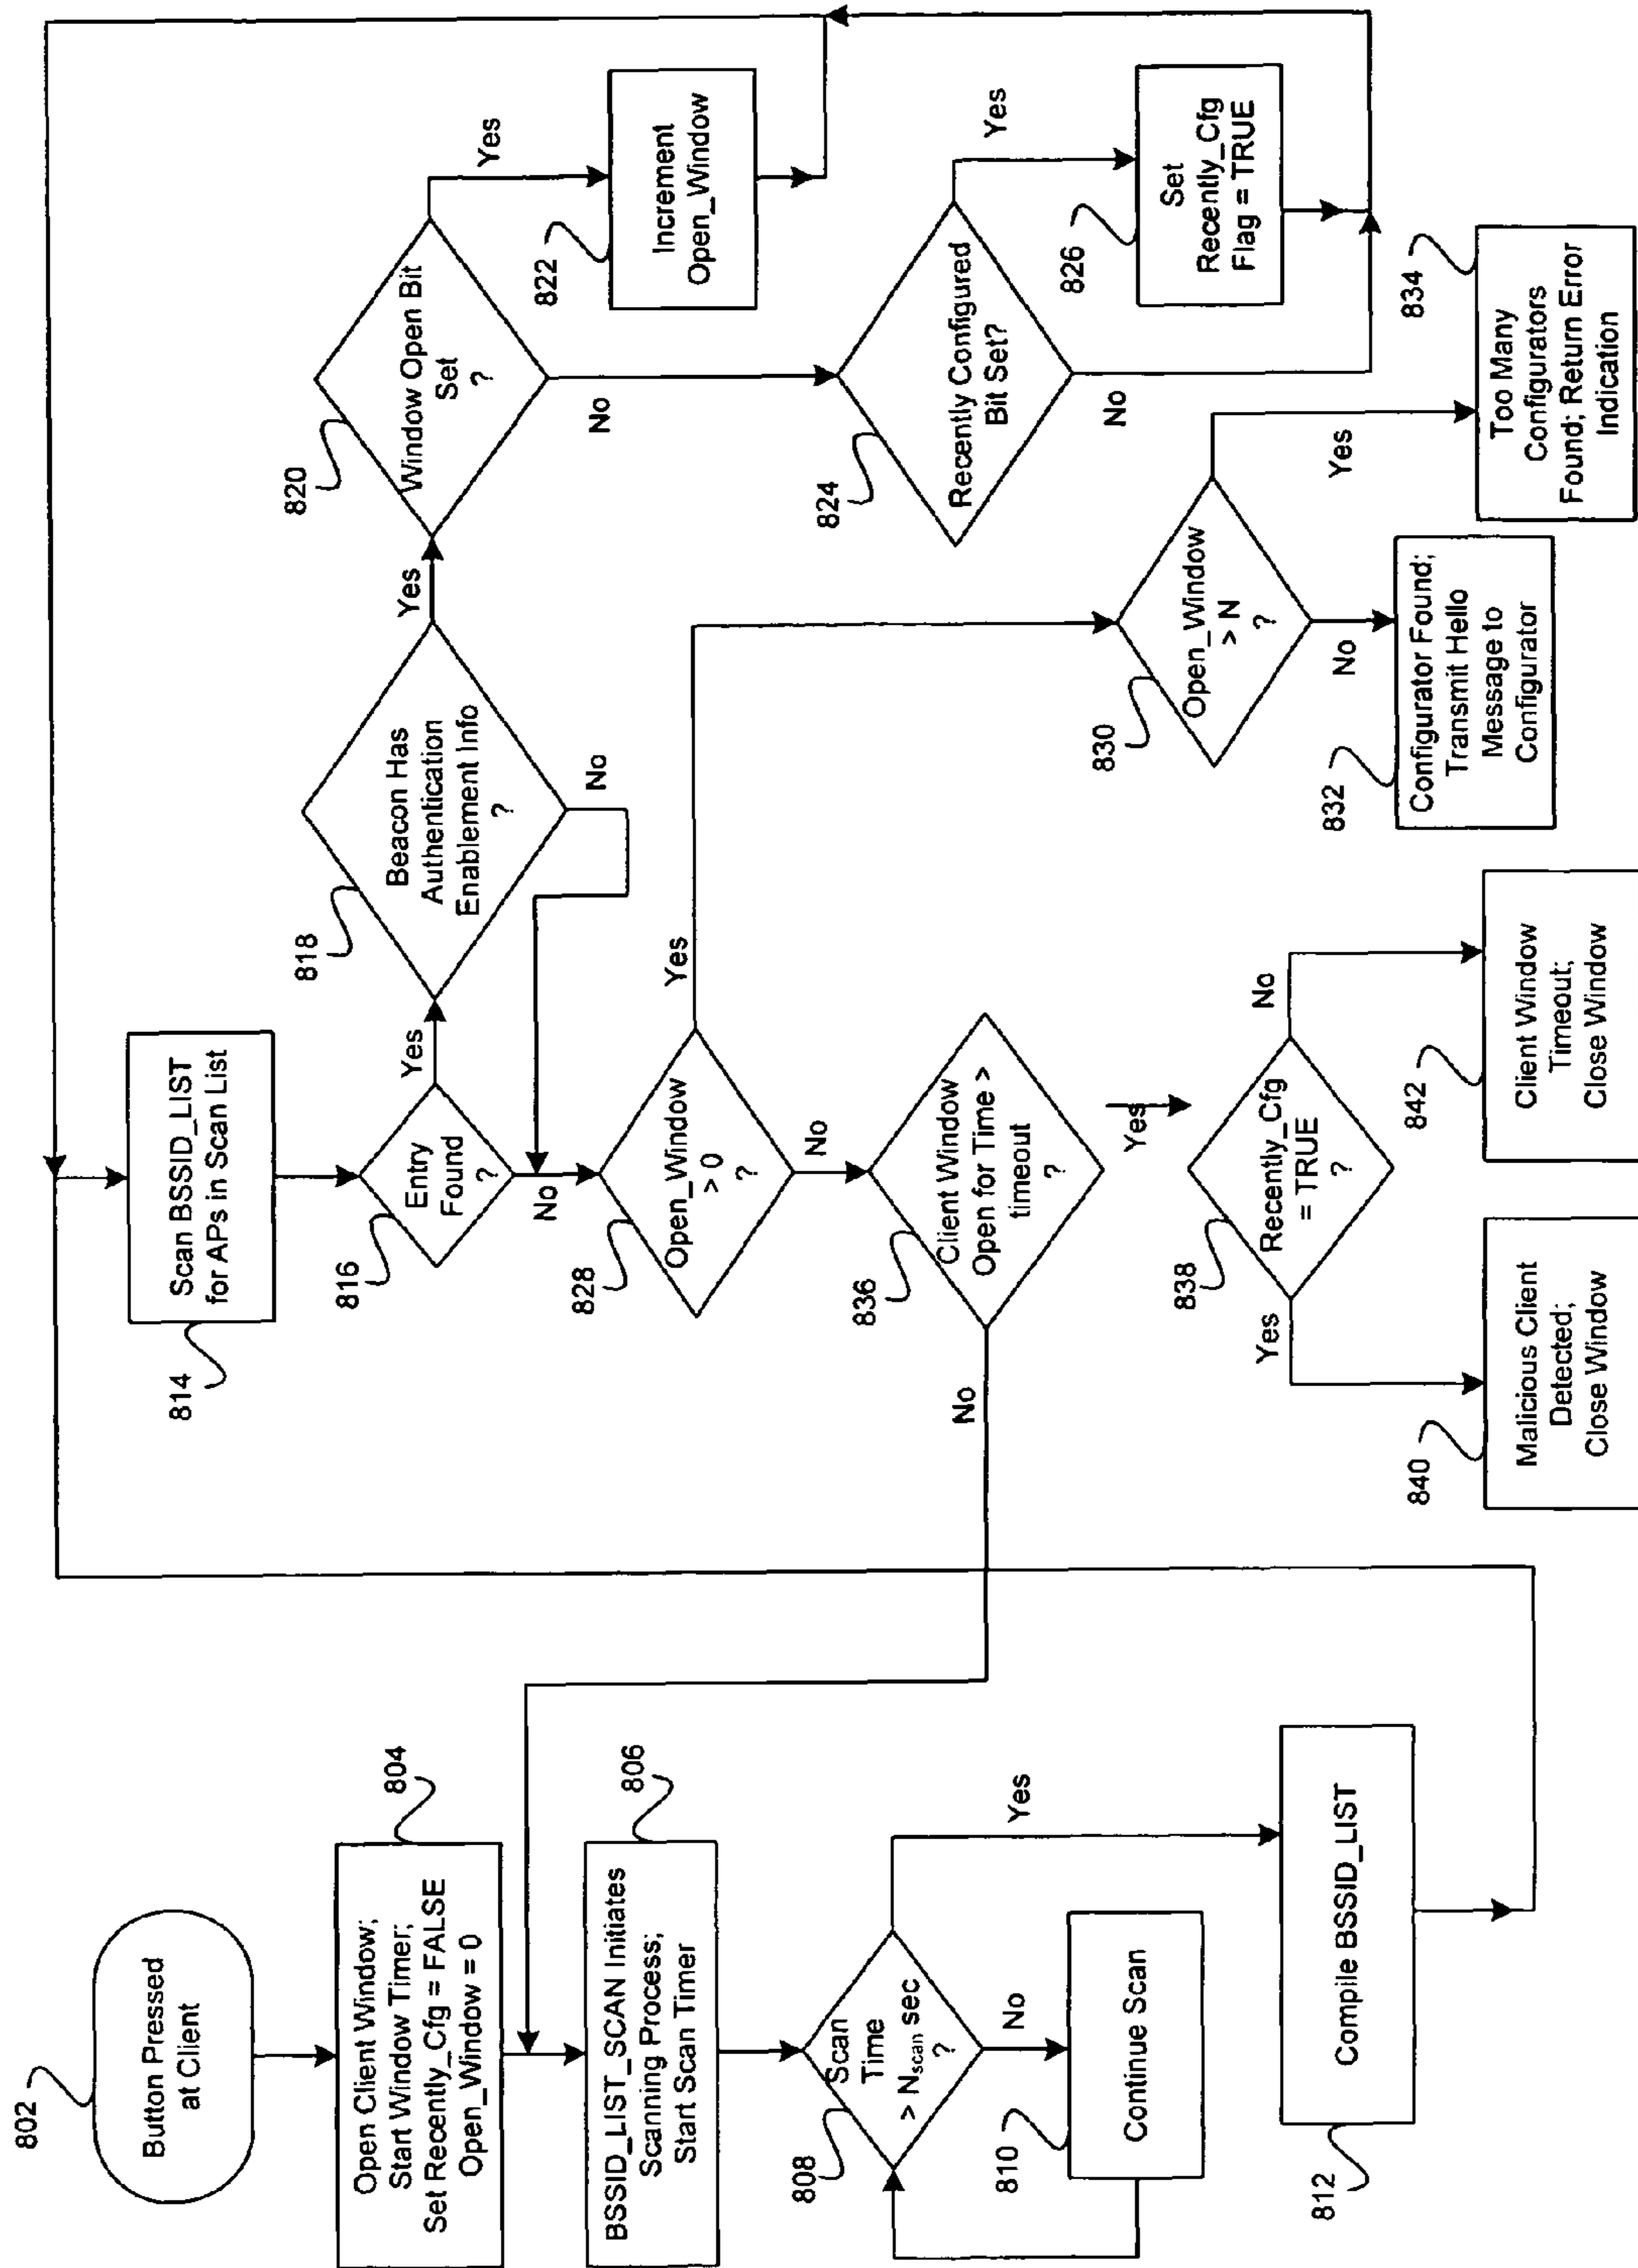 802
Button Pressed
at Client
804
Open Client Window;
Start Window Timer;
Set Recently_Cfg = FALSE
Open_Window = 0
806
BSSID_LIST_SCAN Initiates
Scanning Process;
Start Scan Timer
808
Scan
Time
> Nscan sec
?
No
Yes
810
Continue Scan
812
Compile BSSID_LIST
814
Scan BSSID_LIST
for APs in Scan List
816
Entry
Found
?
Yes
No
818
Beacon Has
Authentication
Enablement Info
?
Yes
No
820
Window Open Bit
Set
?
Yes
No
822
Increment
Open_Window
824
Recently Configured
Bit Set?
Yes
No
826
Set
Recently_Cfg
Flag = TRUE
828
Open_Window
> 0
?
Yes
No
830
Open_Window
> N
?
Yes
No
832
Configurator Found;
Transmit Hello
Message to
Configurator
834
Too Many
Configurators
Found; Return Error
Indication
836
Client Window
Open for Time >
timeout
?
No
Yes
838
Recently_Cfg
= TRUE
?
Yes
No
840
Malicious Client
Detected;
Close Window
842
Client Window
Timeout;
Close Window